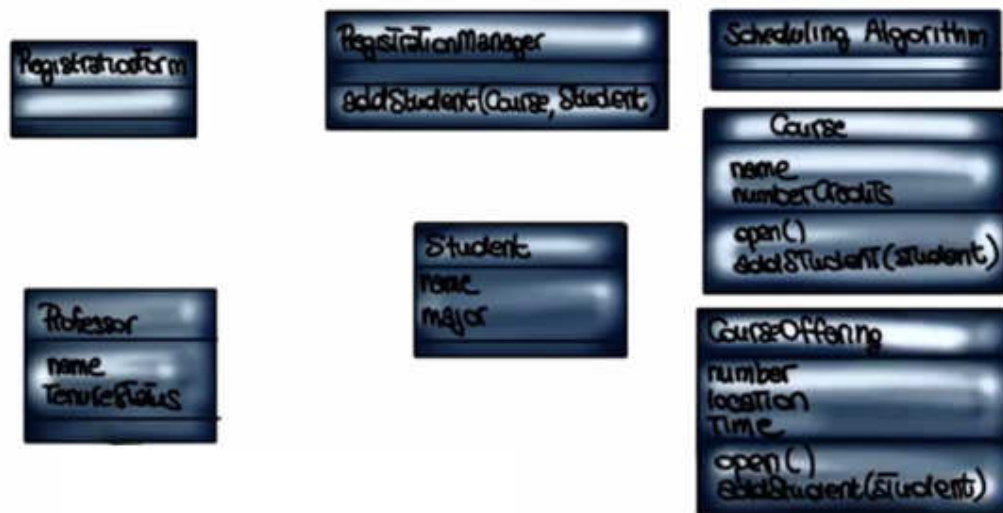 RegistrationForm
RegistrationManager
addStudent(Course, Student)
Scheduling Algorithm
Course
name
numberCredits
open()
addStudent(student)
Student
name
major
Professor
name
TenureStatus
CourseOffering
number
location
Time
open()
addStudent(student)